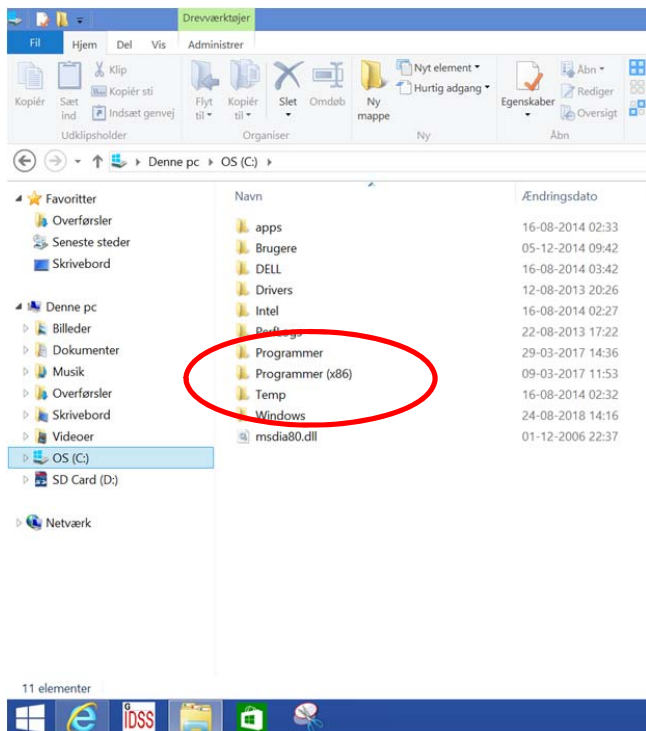 Drevværktøjer
Fil Hjem Del Vis Administrer
Kopiér
Sæt ind
Klip
Kopiér sti
Indsæt genvej
Udklipsholder
Flyt til
Kopiér til
Slet
Omdøb
Organiser
Ny mappe
Nyt element
Hurtig adgang
Ny
Egenskaber
Åbn
Rediger
Oversigt
Åbn
Denne pc OS (C:)
Favoritter
Overførsler
Seneste steder
Skrivebord
Denne pc
Billeder
Dokumenter
Musik
Overførsler
Skrivebord
Videoer
OS (C:)
SD Card (D:)
Netværk
Navn Ændringsdato
apps 16-08-2014 02:33
Brugere 05-12-2014 09:42
DELL 16-08-2014 03:42
Drivers 12-08-2013 20:26
Intel 16-08-2014 02:27
PerfLogs 22-08-2013 17:22
Programmer 29-03-2017 14:36
Programmer (x86) 09-03-2017 11:53
Temp 16-08-2014 02:32
Windows 24-08-2018 14:16
msdia80.dll 01-12-2006 22:37
11 elementer
G
iDSS